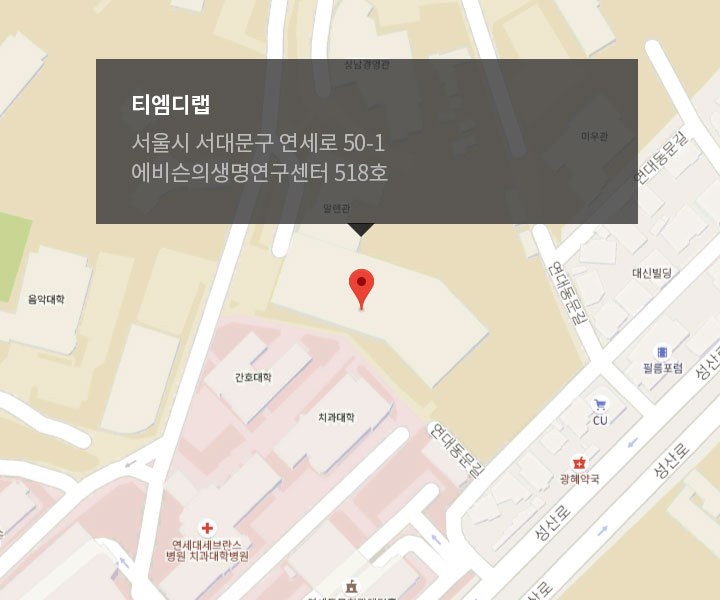 상남경영관
티엠디랩
서울시 서대문구 연세로 50-1
에비슨의생명연구센터 518호
미우관
알렌관
연대동문길
음악대학
연대동문길
대신빌딩
필름포럼
성산로
간호대학
치과대학
CU
연대동문길
광혜약국
성산로
성산로
연세대세브란스
병원 치과대학병원
성산로